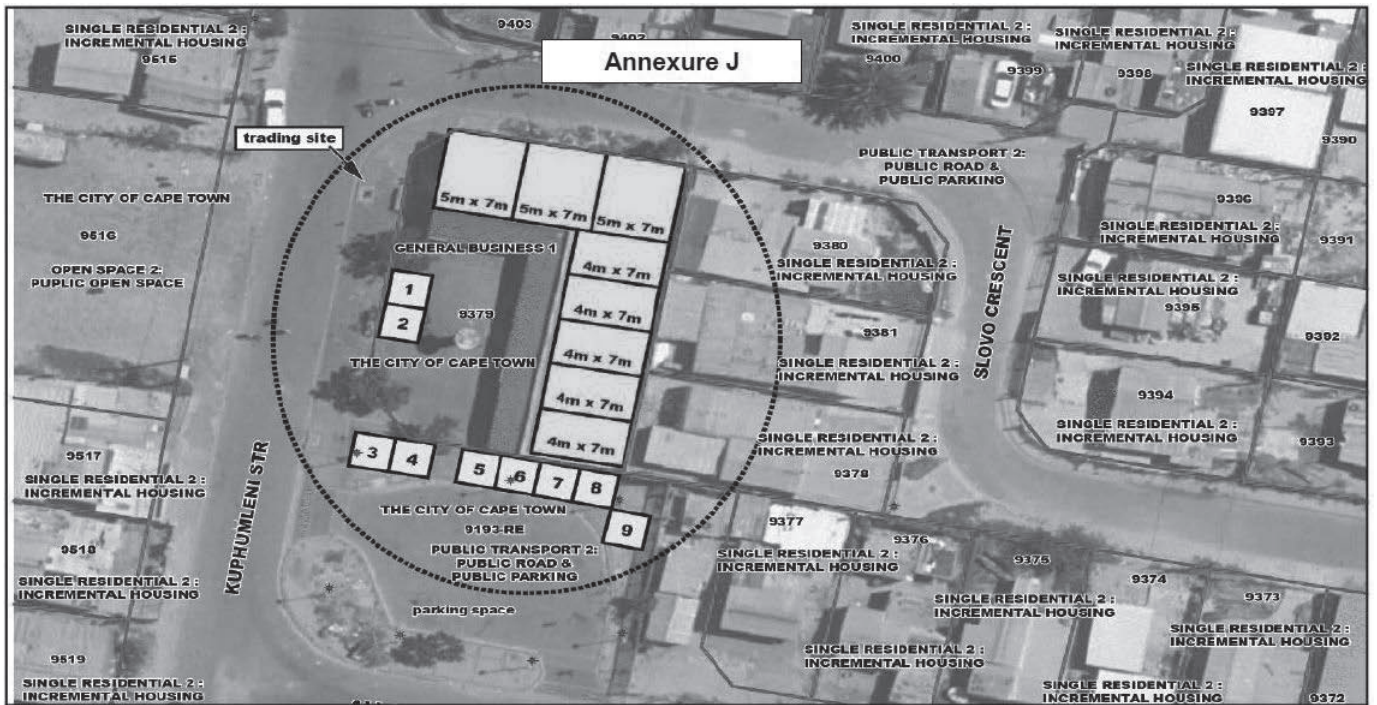 Annexure J
SINGLE RESIDENTIAL 2 :
INCREMENTAL HOUSING
9515
9403
9402
9400
SINGLE RESIDENTIAL 2 :
INCREMENTAL HOUSING
9399
SINGLE RESIDENTIAL 2 :
INCREMENTAL HOUSING
9398
SINGLE RESIDENTIAL 2 :
INCREMENTAL HOUSING
9397
9390
trading site
THE CITY OF CAPE TOWN
9516
OPEN SPACE 2:
PUPLIC OPEN SPACE
5m x 7m
5m x 7m
5m x 7m
GENERAL BUSINESS 1
4m x 7m
4m x 7m
4m x 7m
4m x 7m
4m x 7m
1
2
9379
THE CITY OF CAPE TOWN
PUBLIC TRANSPORT 2:
PUBLIC ROAD &
PUBLIC PARKING
9380
SINGLE RESIDENTIAL 2 :
INCREMENTAL HOUSING
9381
SINGLE RESIDENTIAL 2 :
INCREMENTAL HOUSING
SINGLE RESIDENTIAL 2 :
INCREMENTAL HOUSING
9378
SLOVO CRESCENT
9396
SINGLE RESIDENTIAL 2 :
INCREMENTAL HOUSING
9391
SINGLE RESIDENTIAL 2 :
INCREMENTAL HOUSING
9395
9392
9394
SINGLE RESIDENTIAL 2 :
INCREMENTAL HOUSING
9393
KUPHUMLENI STR
3
4
5
6
7
8
9
THE CITY OF CAPE TOWN
9193-RE
PUBLIC TRANSPORT 2:
PUBLIC ROAD &
PUBLIC PARKING
parking space
9517
SINGLE RESIDENTIAL 2 :
INCREMENTAL HOUSING
9518
SINGLE RESIDENTIAL 2 :
INCREMENTAL HOUSING
9519
SINGLE RESIDENTIAL 2 :
INCREMENTAL HOUSING
9377
SINGLE RESIDENTIAL 2 :
INCREMENTAL HOUSING
9376
SINGLE RESIDENTIAL 2 :
INCREMENTAL HOUSING
9375
SINGLE RESIDENTIAL 2 :
INCREMENTAL HOUSING
9374
SINGLE RESIDENTIAL 2 :
INCREMENTAL HOUSING
9373
SINGLE RESIDENTIAL 2 :
INCREMENTAL HOUSING
9372